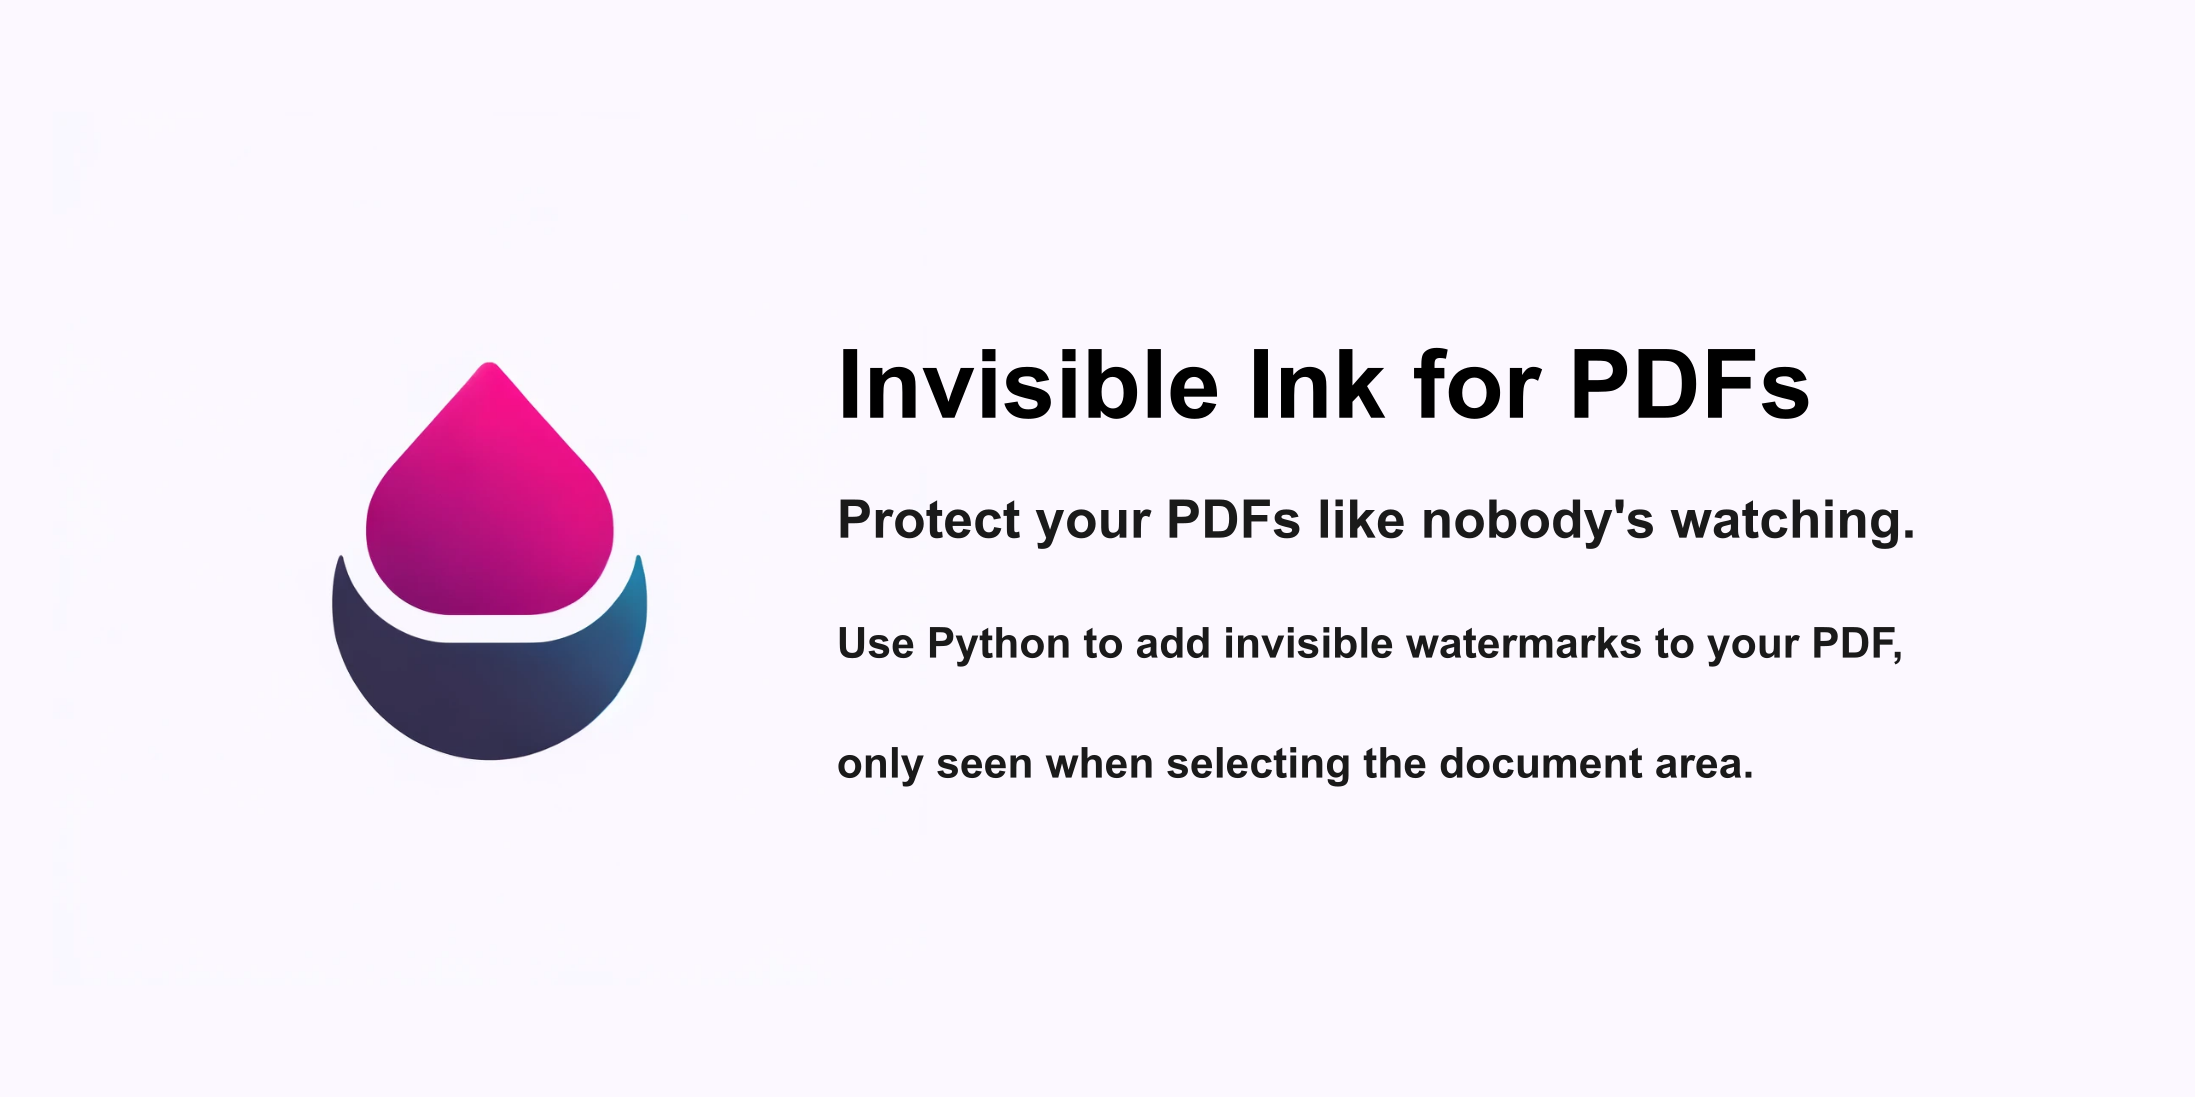 Invisible Ink for PDFs
Protect your PDFs like nobody's watching.
Use Python to add invisible watermarks to your PDF,
only seen when selecting the document area.